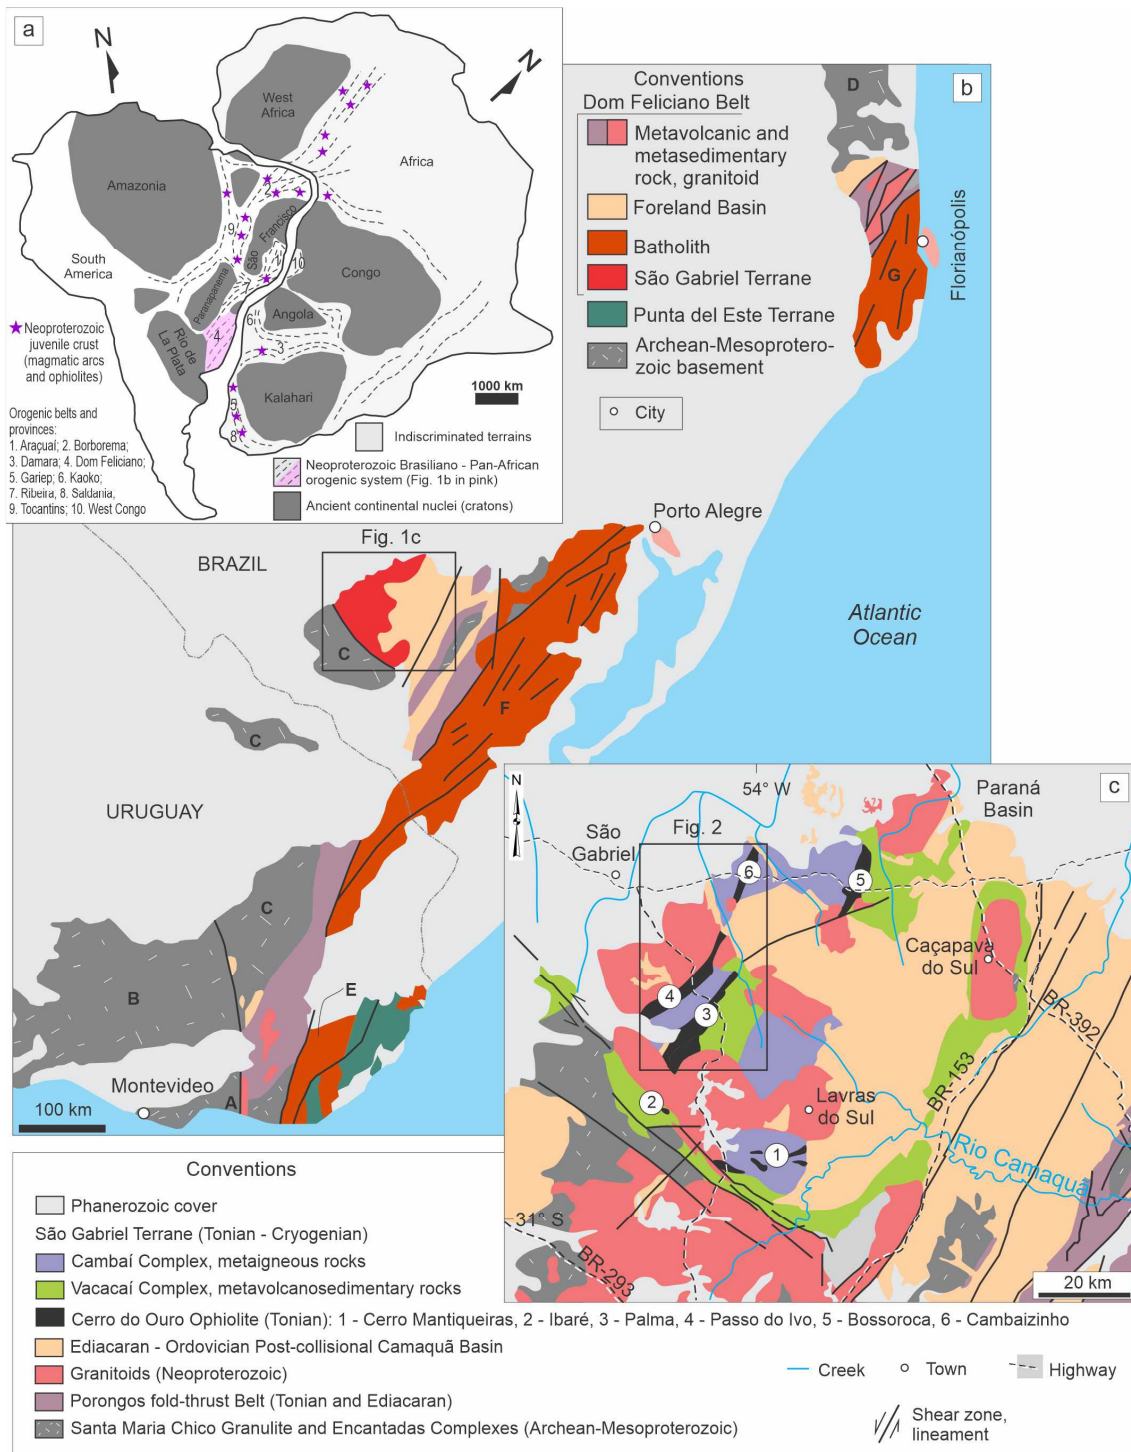 a
N
N
West
Africa
Africa
Amazonia
2
São
Francisco
9
1
10
South
America
Congo
Paranapanema
7
Angola
6
Rio de
La Plata
4
3
Neoproterozoic
juvenile crust
(magmatic arcs
and ophiolites)
Kalahari
5
8
1000 km
Orogenic belts and
provinces:
1. Araçuaí; 2. Borborema;
3. Damara; 4. Dom Feliciano;
5. Gariep; 6. Kaoko;
7. Ribeira, 8. Saldania,
9. Tocantins; 10. West Congo
Indiscriminated terrains
Neoproterozoic Brasiliano - Pan-African
orogenic system (Fig. 1b in pink)
Ancient continental nuclei (cratons)
b
Conventions
Dom Feliciano Belt
Metavolcanic and
metasedimentary
rock, granitoid
Foreland Basin
Batholith
São Gabriel Terrane
Punta del Este Terrane
Archean-Mesoprotero-
zoic basement
City
D
G
Florianópolis
Porto Alegre
Fig. 1c
BRAZIL
Atlantic
Ocean
C
F
C
URUGUAY
C
B
E
Montevideo
A
100 km
c
N
54° W
Paraná
Basin
São
Gabriel
Fig. 2
6
5
Caçapava
do Sul
4
3
BR-392
BR-153
2
Lavras
do Sul
1
Rio Camaquã
31° S
BR-293
20 km
Conventions
Phanerozoic cover
São Gabriel Terrane (Tonian - Cryogenian)
Cambaí Complex, metaigneous rocks
Vacacaí Complex, metavolcanosedimentary rocks
Cerro do Ouro Ophiolite (Tonian): 1 - Cerro Mantiqueiras, 2 - Ibaré, 3 - Palma, 4 - Passo do Ivo, 5 - Bossoroca, 6 - Cambaizinho
Ediacaran - Ordovician Post-collisional Camaquã Basin
Granitoids (Neoproterozoic)
Porongos fold-thrust Belt (Tonian and Ediacaran)
Santa Maria Chico Granulite and Encantadas Complexes (Archean-Mesoproterozoic)
Creek
Town
Highway
Shear zone,
lineament